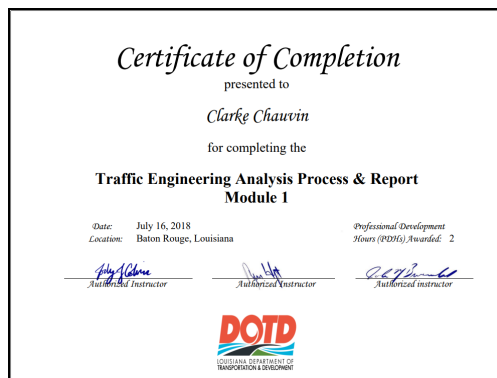 Certificate of Completion
presented to
Clarke Chauvin
for completing the
Traffic Engineering Analysis Process & Report
Module 1
Date: July 16, 2018
Location: Baton Rouge, Louisiana
Professional Development
Hours (PDHs) Awarded: 2
Authorized Instructor
Authorized Instructor
Authorized instructor
DOTD
LOUISIANA DEPARTMENT OF
TRANSPORTATION & DEVELOPMENT